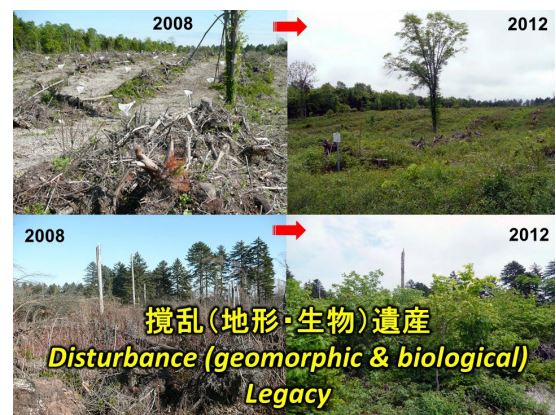 2008
2012
2008
2012
撹乱（地形・生物）遺産
Disturbance (geomorphic & biological)
Legacy